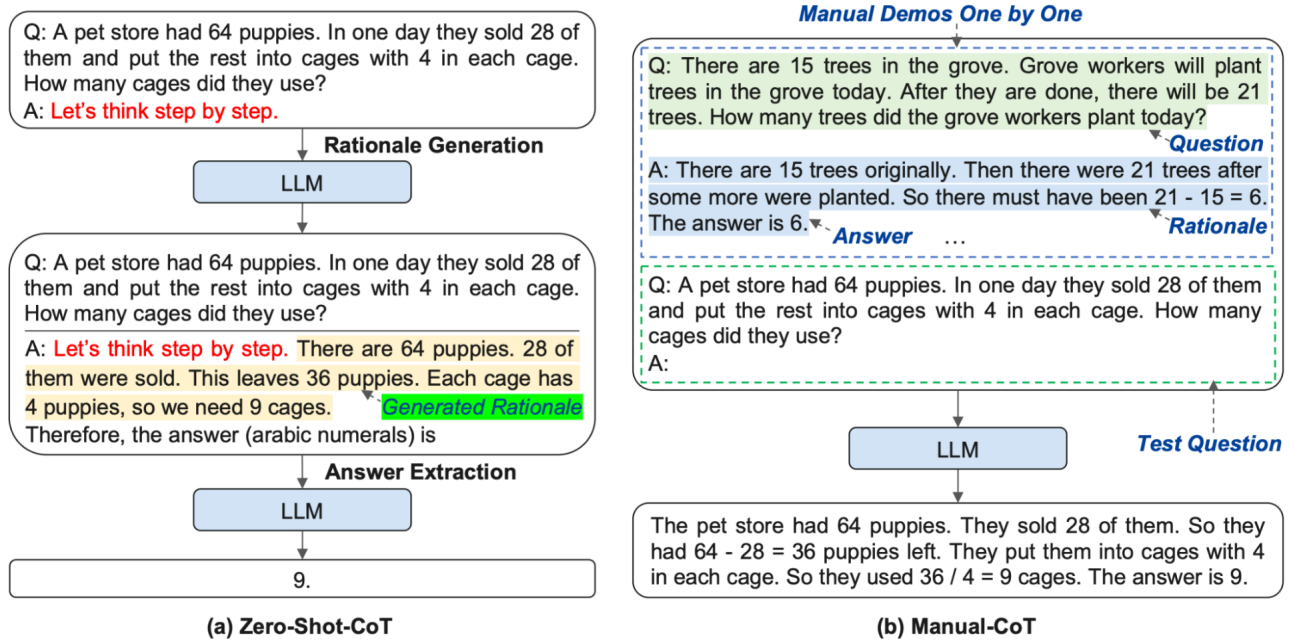 Q: A pet store had 64 puppies. In one day they sold 28 of
them and put the rest into cages with 4 in each cage.
How many cages did they use?
A: Let's think step by step.
Rationale Generation
LLM
Q: A pet store had 64 puppies. In one day they sold 28 of
them and put the rest into cages with 4 in each cage.
How many cages did they use?
A: Let's think step by step. There are 64 puppies. 28 of
them were sold. This leaves 36 puppies. Each cage has
4 puppies, so we need 9 cages.
Generated Rationale
Therefore, the answer (arabic numerals) is
Answer Extraction
LLM
9.
(a) Zero-Shot-CoT
Manual Demos One by One
Q: There are 15 trees in the grove. Grove workers will plant
trees in the grove today. After they are done, there will be 21
trees. How many trees did the grove workers plant today?
Question
A: There are 15 trees originally. Then there were 21 trees after
some more were planted. So there must have been 21 - 15 = 6.
The answer is 6.
Rationale
Answer
...
Q: A pet store had 64 puppies. In one day they sold 28 of them
and put the rest into cages with 4 in each cage. How many
cages did they use?
A:
Test Question
LLM
The pet store had 64 puppies. They sold 28 of them. So they
had 64 - 28 = 36 puppies left. They put them into cages with 4
in each cage. So they used 36 / 4 = 9 cages. The answer is 9.
(b) Manual-CoT